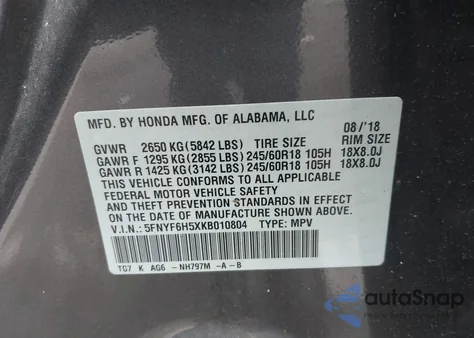 MFD. BY HONDA MFG. OF ALABAMA, LLC
08/'18
GVWR 2650 KG(5842 LBS) TIRE SIZE RIM SIZE
GAWR F 1295 KG(2855 LBS) 245/60R18 105H 18X8.0J
GAWR R 1425 KG(3142 LBS) 245/60R18 105H 18X8.0J
THIS VEHICLE CONFORMS TO ALL APPLICABLE
FEDERAL MOTOR VEHICLE SAFETY
AND THEFT PREVENTION STANDARDS IN EFFECT
ON THE DATE OF MANUFACTURE SHOWN ABOVE.
V.I.N.: 5FNYF6H5XKB010804 TYPE: MPV
TG7 K AG6 -NH797M -A -B
autoSnap